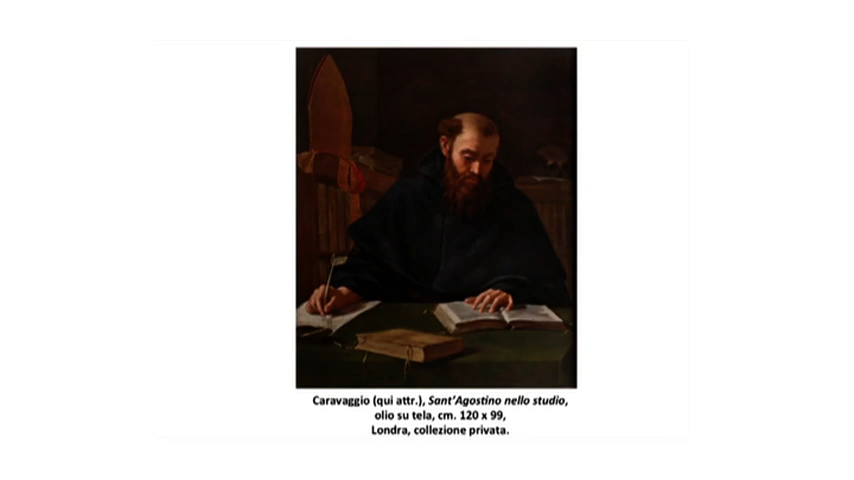 Caravaggio (qui attr.), Sant’Agostino nello studio,
olio su tela, cm. 120 x 99,
Londra, collezione privata.